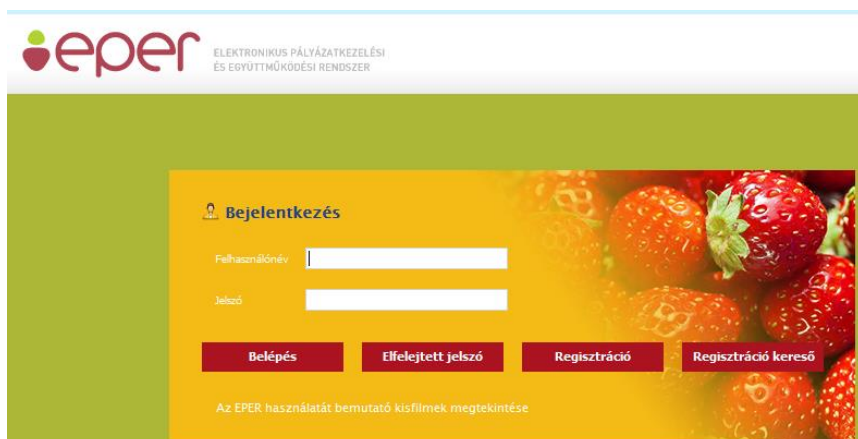 eper
ELEKTRONIKUS PÁLYÁZATKEZELÉSI
ÉS EGYÜTTMŰKÖDÉSI RENDSZER
Bejelentkezés
Felhasználónév
Jelszó
Belépés Elfelejtett jelszó Regisztráció Regisztráció kereső
Az EPER használatát bemutató kisfilmek megtekintése